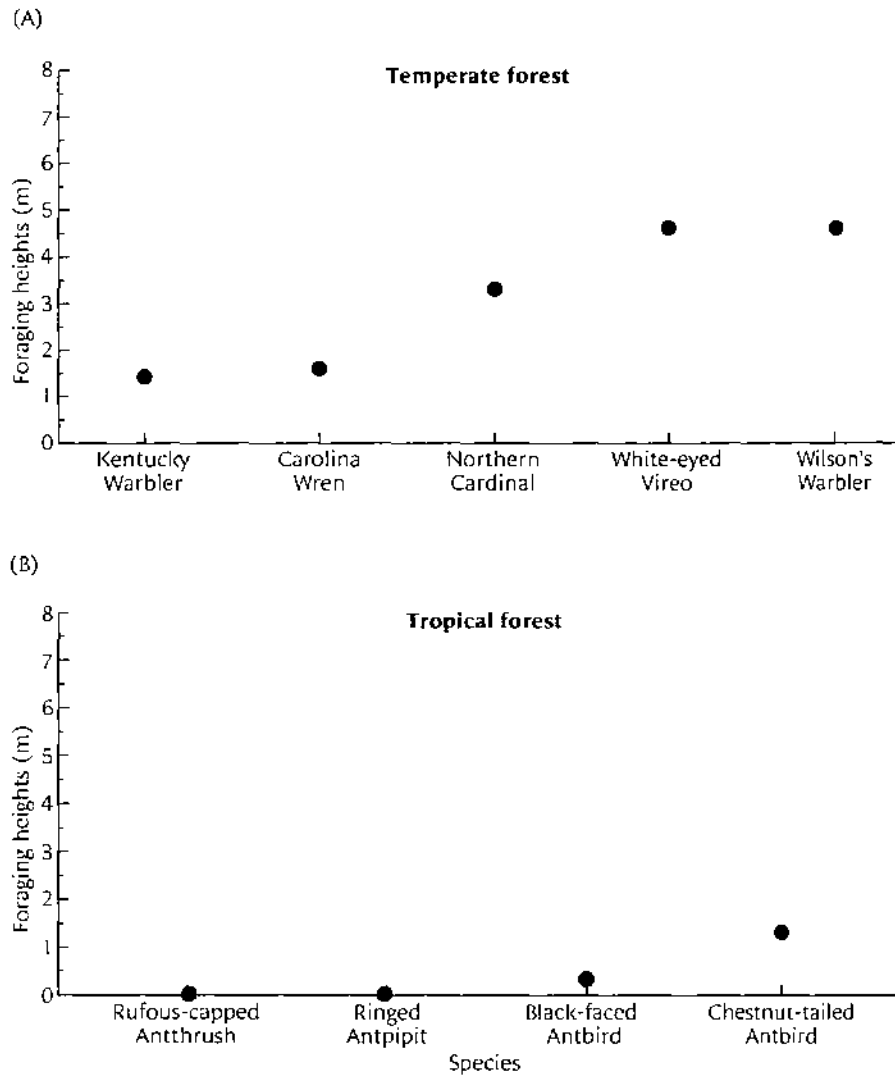 (A)
Temperate forest
Foraging heights (m)
8
7
6
5
4
3
2
1
0
Kentucky Warbler
Carolina Wren
Northern Cardinal
White-eyed Vireo
Wilson's Warbler
(B)
Tropical forest
Foraging heights (m)
8
7
6
5
4
3
2
1
0
Rufous-capped Antthrush
Ringed Antpipit
Black-faced Antbird
Chestnut-tailed Antbird
Species